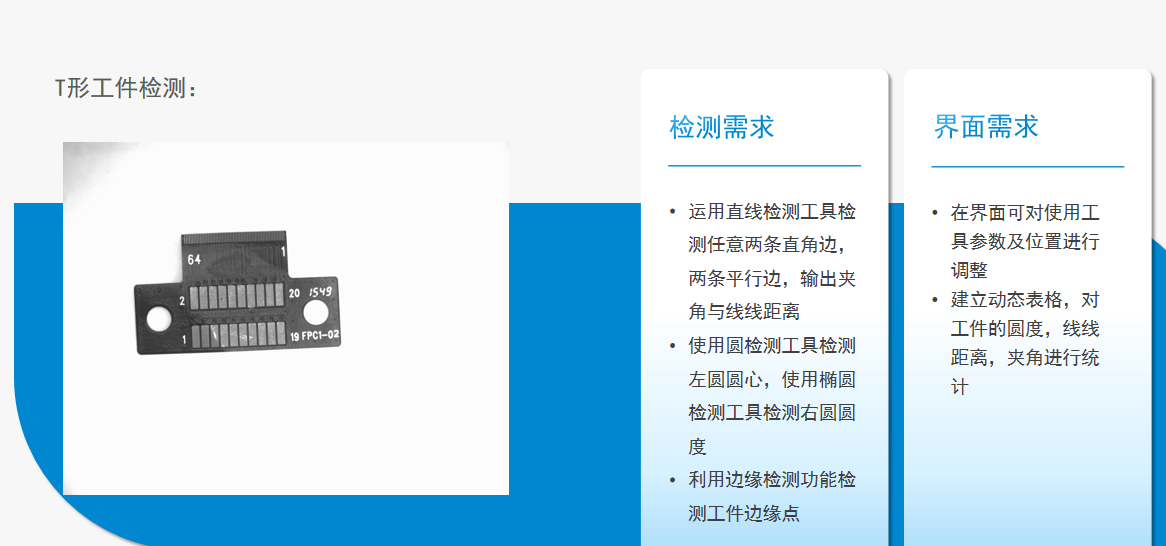 T形工件检测：
64
1
2
20
1549
1
19 FPC1-02
检测需求
• 运用直线检测工具检
测任意两条直角边，
两条平行边，输出夹
角与线线距离
• 使用圆检测工具检测
左圆圆心，使用椭圆
检测工具检测右圆圆
度
• 利用边缘检测功能检
测工件边缘点
界面需求
• 在界面可对使用工
具参数及位置进行
调整
• 建立动态表格，对
工件的圆度，线线
距离，夹角进行统
计